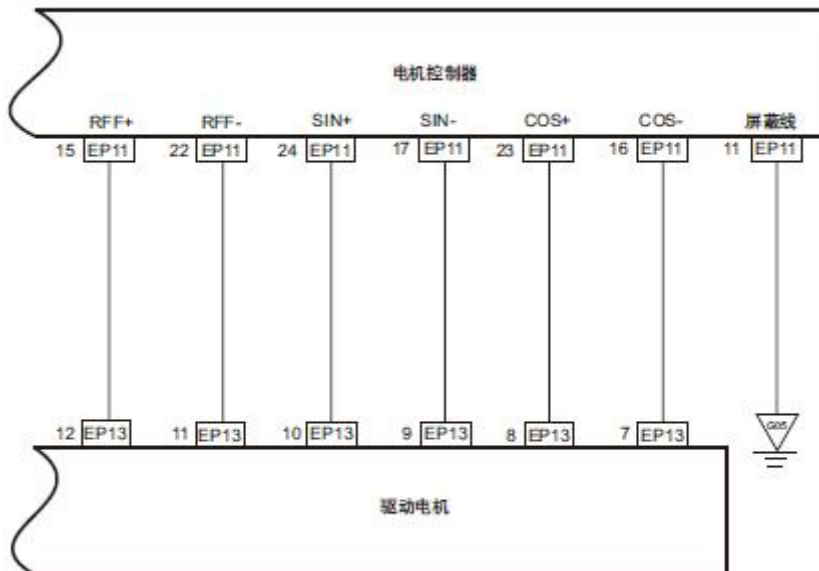 电机控制器
RFF+ RFF- SIN+ SIN- COS+ COS- 屏蔽线
15 EP11 22 EP11 24 EP11 17 EP11 23 EP11 16 EP11 11 EP11
12 EP13 11 EP13 10 EP13 9 EP13 8 EP13 7 EP13 G05
驱动电机